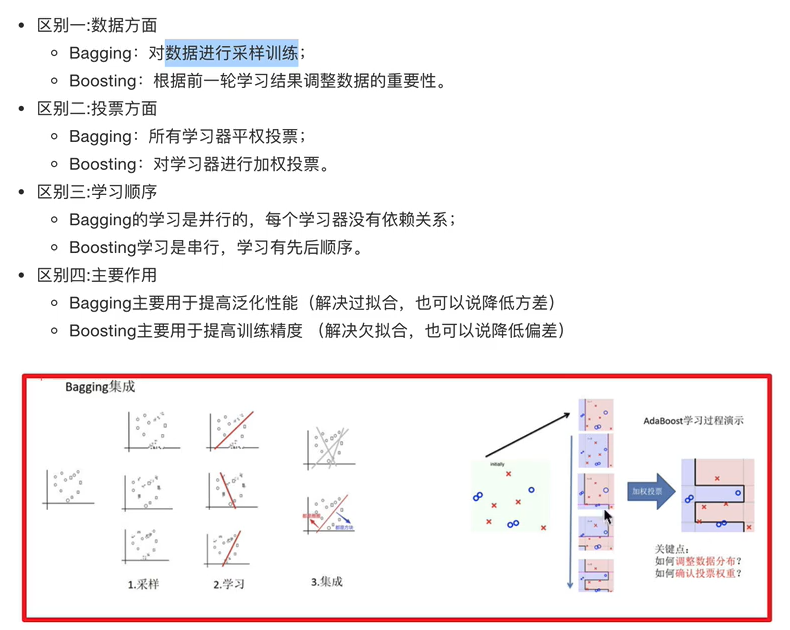 区别一:数据方面
Bagging：对数据进行采样训练；
Boosting：根据前一轮学习结果调整数据的重要性。
区别二:投票方面
Bagging：所有学习器平权投票；
Boosting：对学习器进行加权投票。
区别三:学习顺序
Bagging的学习是并行的，每个学习器没有依赖关系；
Boosting学习是串行，学习有先后顺序。
区别四:主要作用
Bagging主要用于提高泛化性能（解决过拟合，也可以说降低方差）
Boosting主要用于提高训练精度 （解决欠拟合，也可以说降低偏差）
Bagging集成
1.采样
2.学习
3.集成
initially
AdaBoost学习过程演示
加权投票
关键点：
如何调整数据分布？
如何确认投票权重？